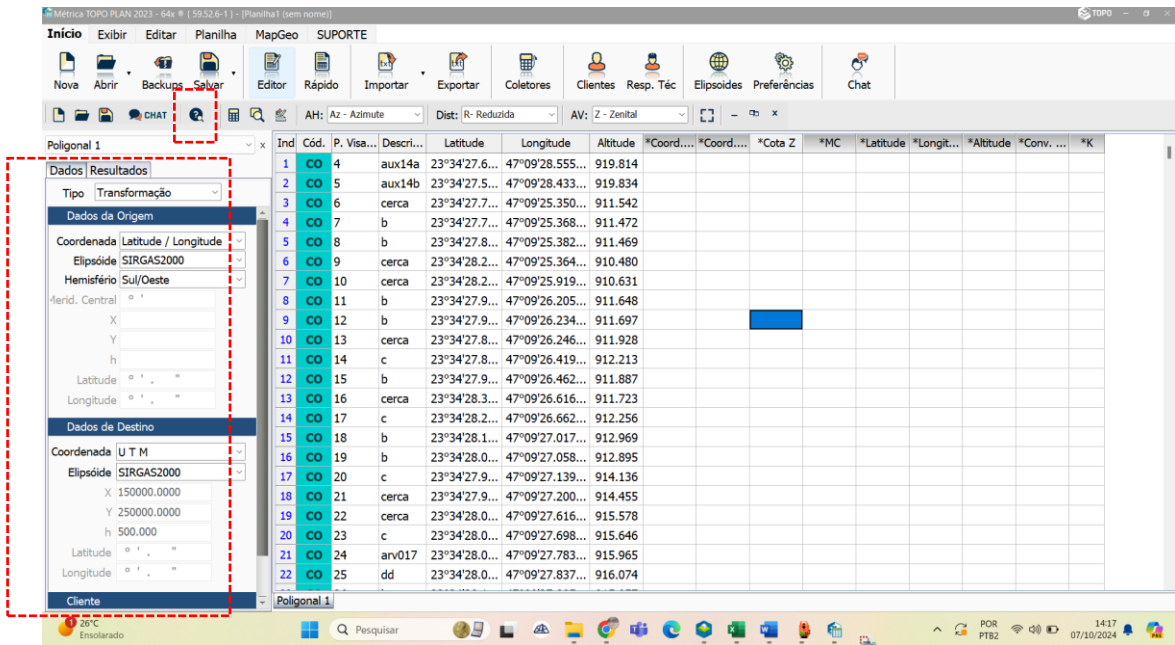 Métrica TOPO PLAN 2023 - 64x ® ( 59.52.6-1 ) - [Planilha1 (sem nome)]
TOPO
Início Exibir Editar Planilha MapGeo SUPORTE
Nova Abrir Backups Salvar Editor Rápido Importar Exportar Coletores Clientes Resp. Téc Elipsoides Preferências Chat
CHAT AH: Az - Azimute Dist: R- Reduzida AV: Z - Zenital
Poligonal 1 x
Dados Resultados
Tipo Transformação
Dados da Origem
Coordenada Latitude / Longitude
Elipsóide SIRGAS2000
Hemisfério Sul/Oeste
Merid. Central ° '
X
Y
h
Latitude ° ' . "
Longitude ° ' . "
Dados de Destino
Coordenada U T M
Elipsóide SIRGAS2000
X 150000.0000
Y 250000.0000
h 500.000
Latitude ° ' . "
Longitude ° ' . "
Cliente
Ind Cód. P. Visa... Descri... Latitude Longitude Altitude *Coord.... *Coord.... *Cota Z *MC *Latitude *Longit... *Altitude *Conv. ... *K
1 CO 4 aux14a 23°34'27.6... 47°09'28.555... 919.814
2 CO 5 aux14b 23°34'27.5... 47°09'28.433... 919.834
3 CO 6 cerca 23°34'27.7... 47°09'25.350... 911.542
4 CO 7 b 23°34'27.7... 47°09'25.368... 911.472
5 CO 8 b 23°34'27.8... 47°09'25.382... 911.469
6 CO 9 cerca 23°34'28.2... 47°09'25.364... 910.480
7 CO 10 cerca 23°34'28.2... 47°09'25.919... 910.631
8 CO 11 b 23°34'27.9... 47°09'26.205... 911.648
9 CO 12 b 23°34'27.9... 47°09'26.234... 911.697
10 CO 13 cerca 23°34'27.8... 47°09'26.246... 911.928
11 CO 14 c 23°34'27.8... 47°09'26.419... 912.213
12 CO 15 b 23°34'27.9... 47°09'26.462... 911.887
13 CO 16 cerca 23°34'28.3... 47°09'26.616... 911.723
14 CO 17 c 23°34'28.2... 47°09'26.662... 912.256
15 CO 18 b 23°34'28.1... 47°09'27.017... 912.969
16 CO 19 b 23°34'28.0... 47°09'27.058... 912.895
17 CO 20 c 23°34'27.9... 47°09'27.139... 914.136
18 CO 21 cerca 23°34'27.9... 47°09'27.200... 914.455
19 CO 22 cerca 23°34'28.0... 47°09'27.616... 915.578
20 CO 23 c 23°34'28.0... 47°09'27.698... 915.646
21 CO 24 arv017 23°34'28.0... 47°09'27.783... 915.965
22 CO 25 dd 23°34'28.0... 47°09'27.837... 916.074
Poligonal 1
1 26°C
Ensolarado
Pesquisar
POR
PTB2
14:17
07/10/2024